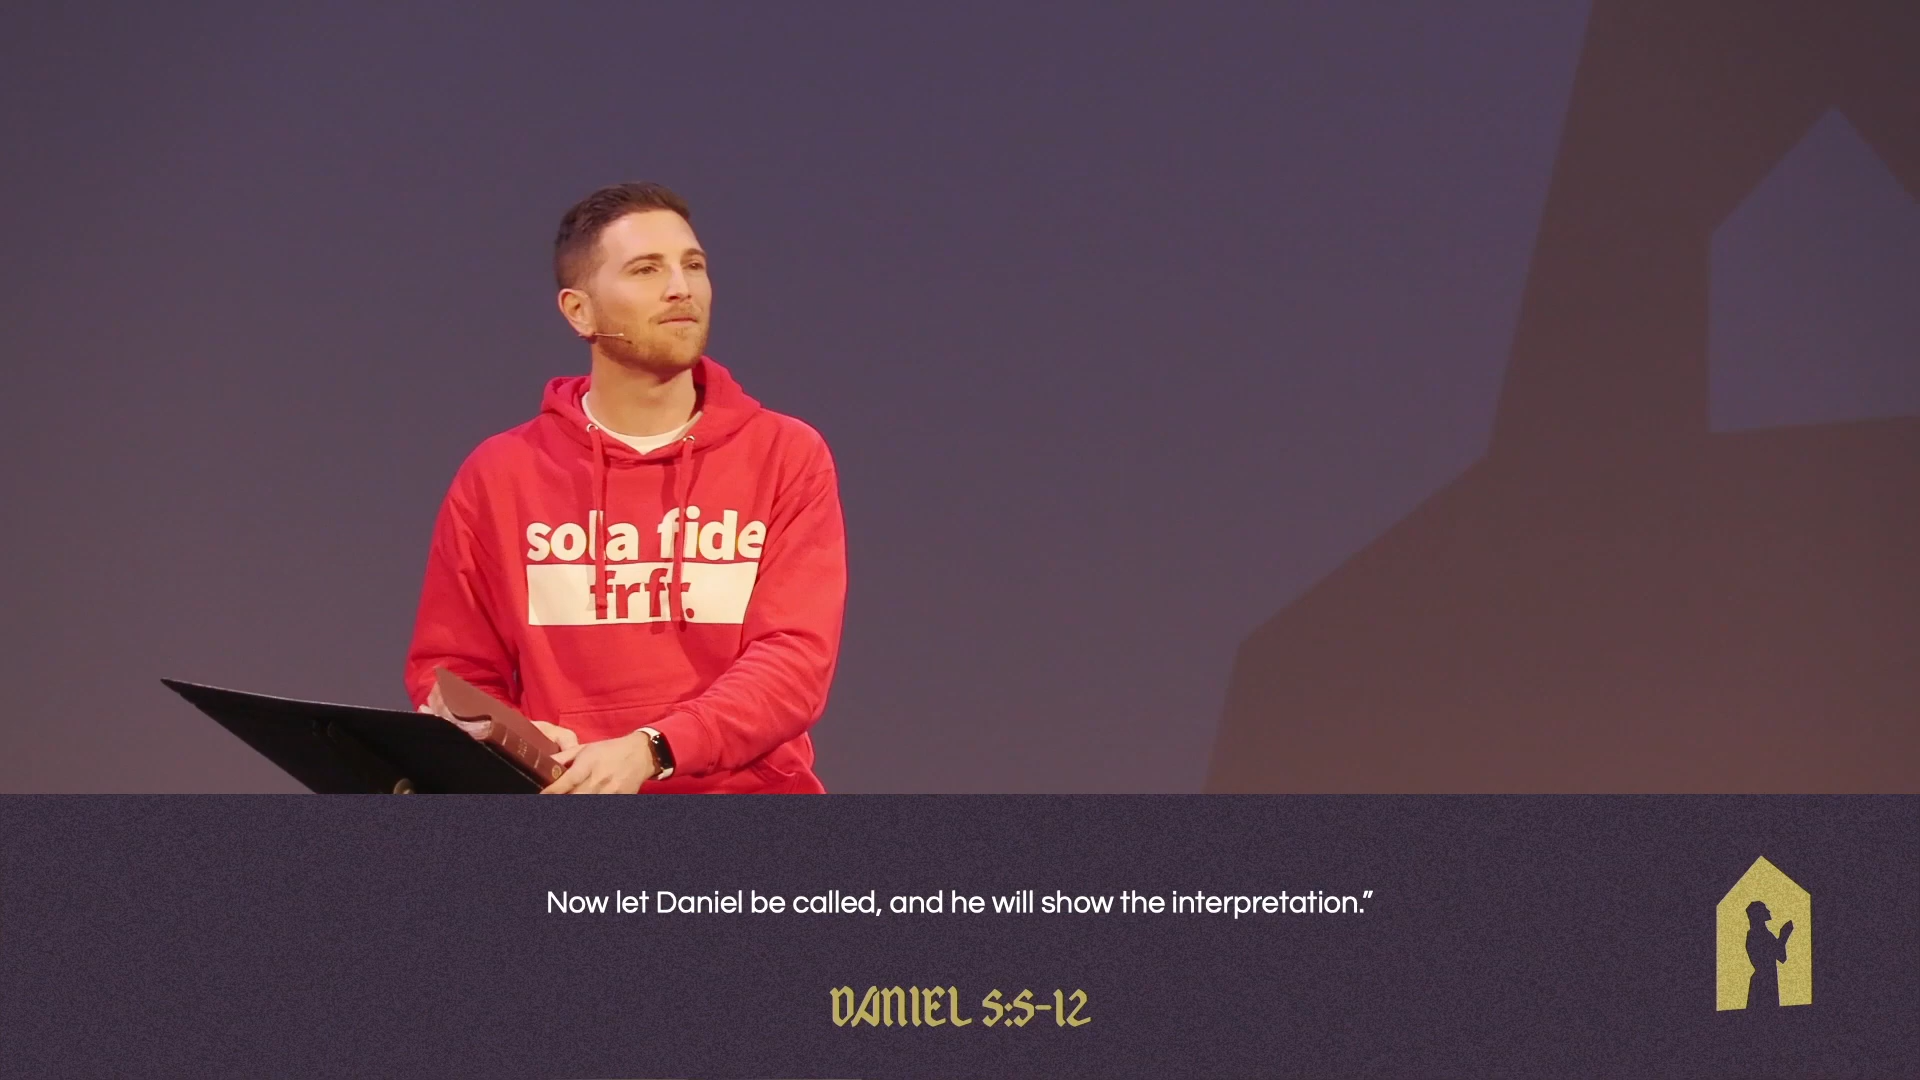 sola fide
frfr.
Now let Daniel be called, and he will show the interpretation.”
DANIEL 5:5-12